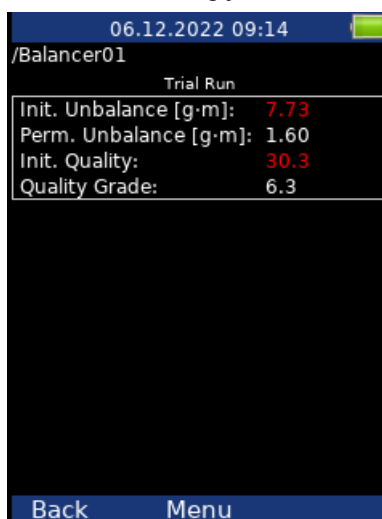 06.12.2022 09:14
/Balancer01
Trial Run
Init. Unbalance [g·m]: 7.73
Perm. Unbalance [g·m]: 1.60
Init. Quality: 30.3
Quality Grade: 6.3
Back Menu